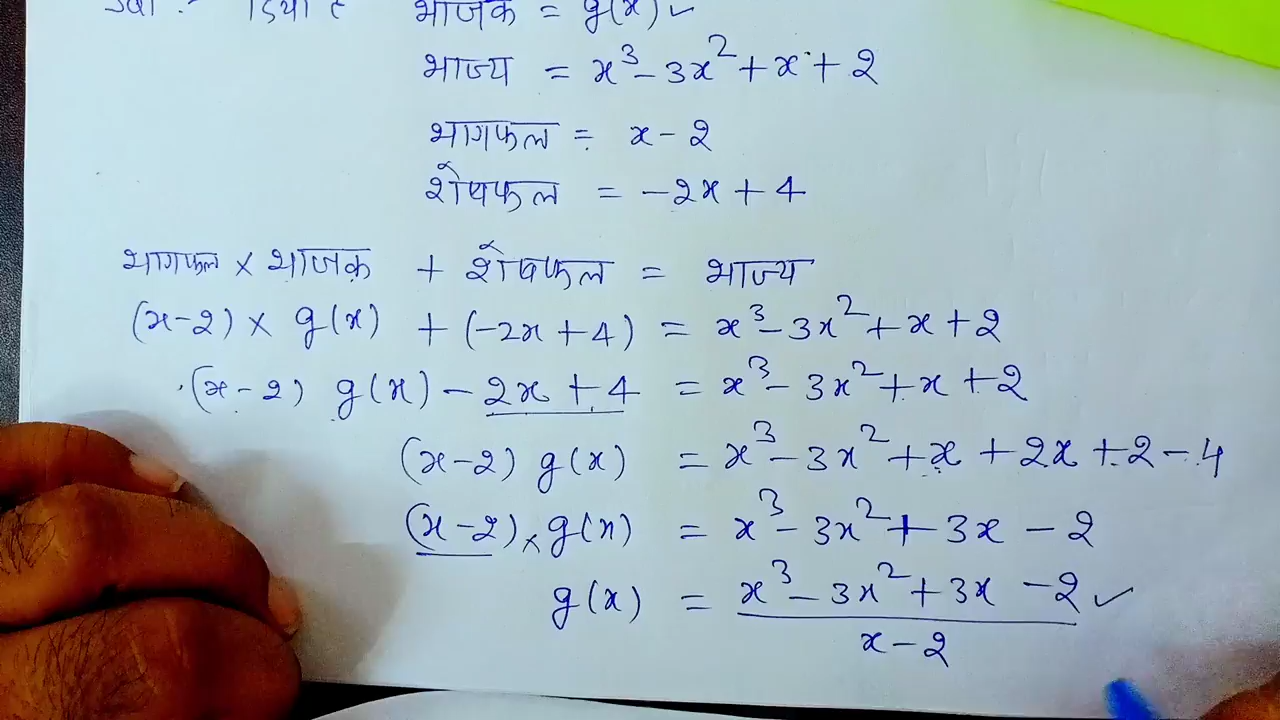 भाजक = g(x) ✓
भाज्य = x³ - 3x² + x + 2
भागफल = x - 2
शेषफल = -2x + 4
भागफल × भाजक + शेषफल = भाज्य
(x-2) × g(x) + (-2x + 4) = x³ - 3x² + x + 2
(x-2) g(x) - 2x + 4 = x³ - 3x² + x + 2
(x-2) g(x) = x³ - 3x² + x + 2x + 2 - 4
(x-2) × g(x) = x³ - 3x² + 3x - 2
g(x) = x³ - 3x² + 3x - 2 ✓
x - 2